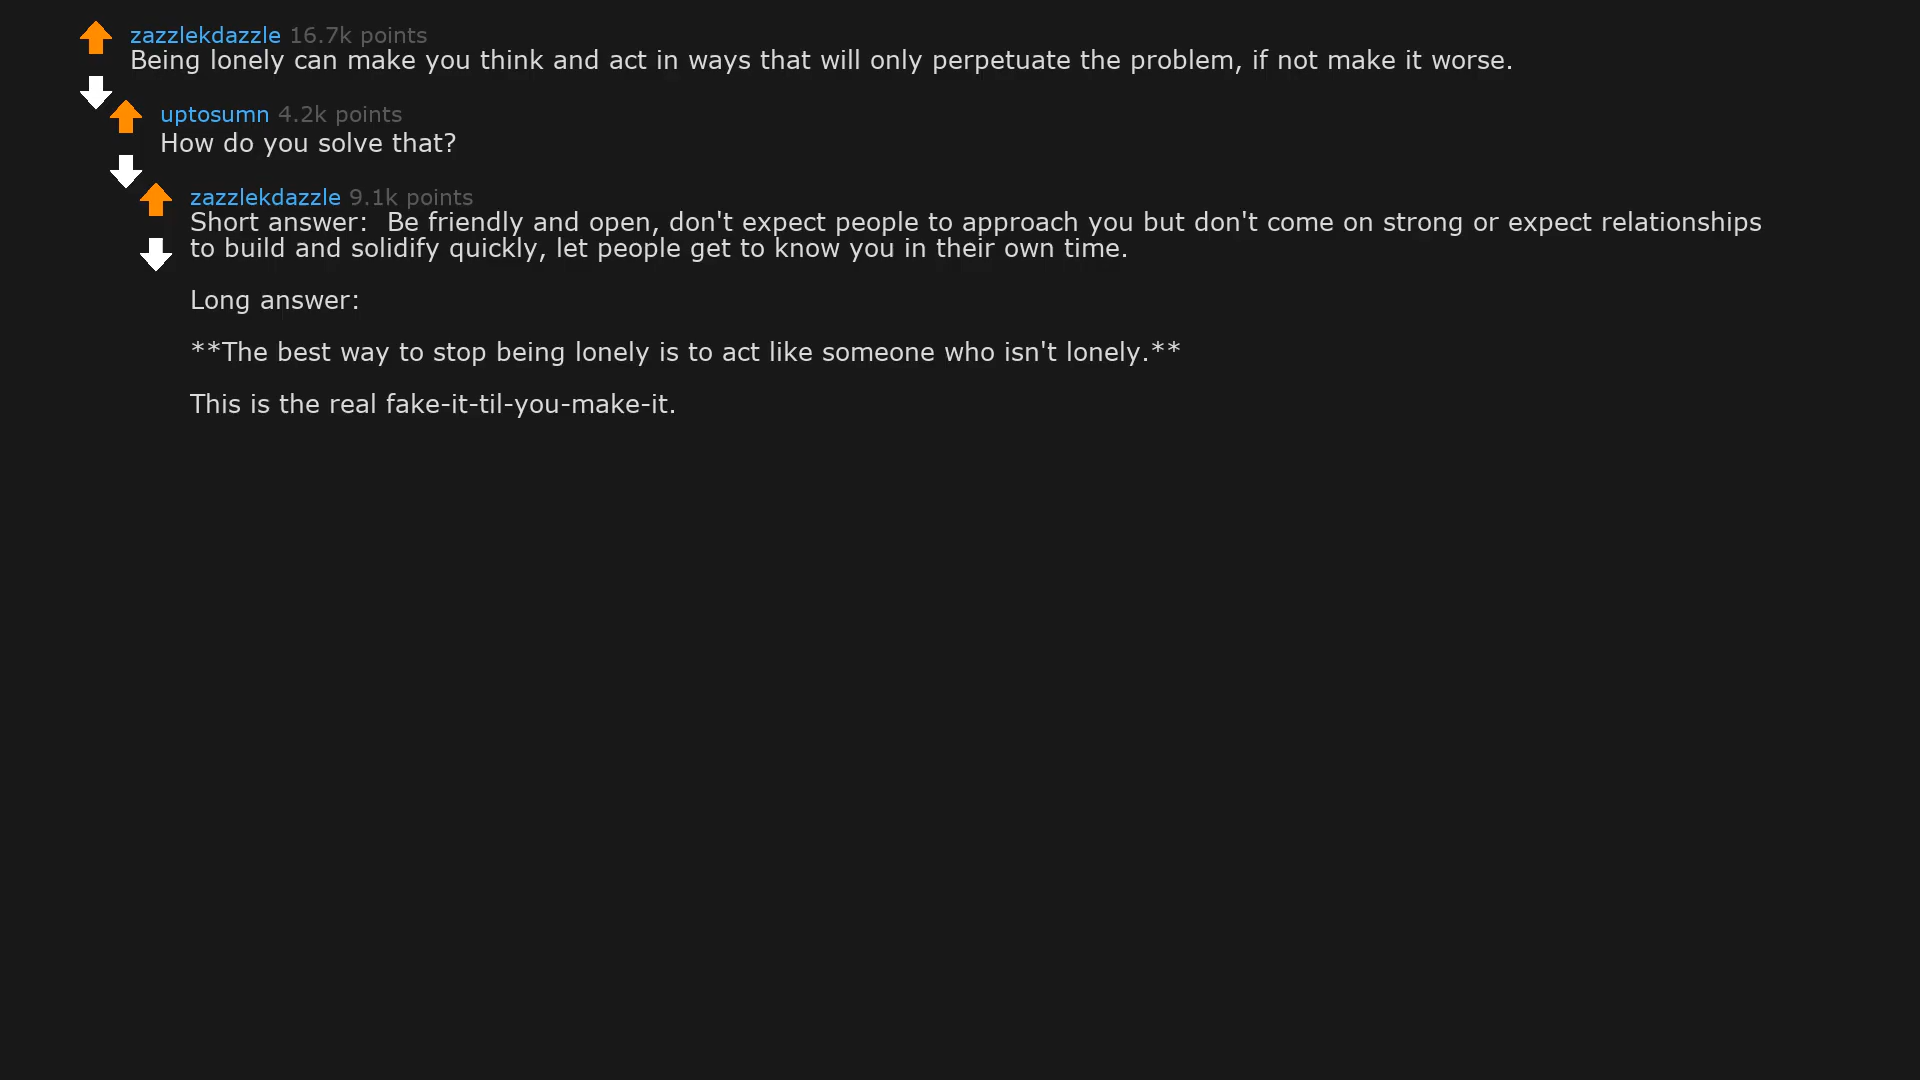 zazzlekdazzle 16.7k points
Being lonely can make you think and act in ways that will only perpetuate the problem, if not make it worse.
uptosumn 4.2k points
How do you solve that?
zazzlekdazzle 9.1k points
Short answer:  Be friendly and open, don't expect people to approach you but don't come on strong or expect relationships
to build and solidify quickly, let people get to know you in their own time.
Long answer:
**The best way to stop being lonely is to act like someone who isn't lonely.**
This is the real fake-it-til-you-make-it.